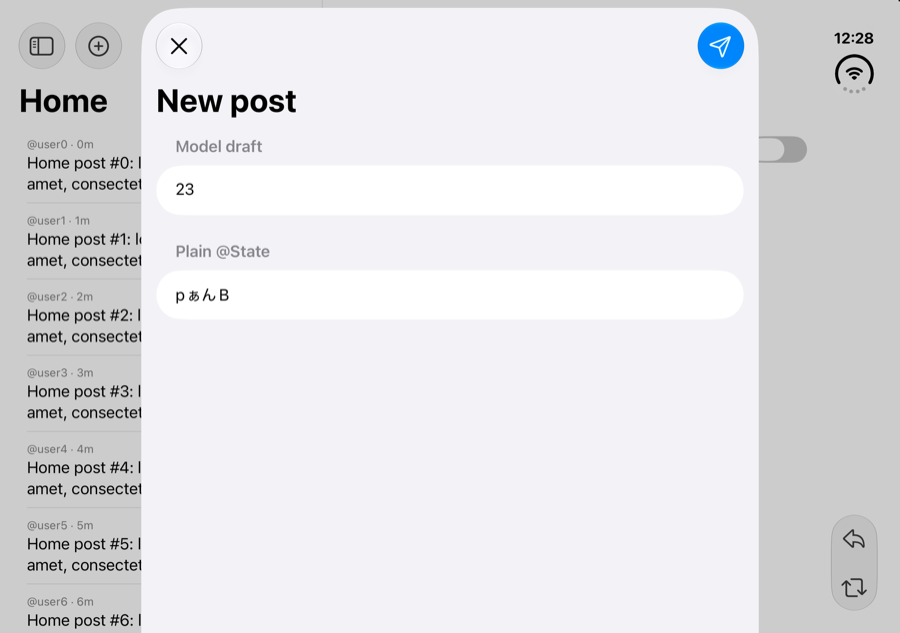 12:28
Home
@user0 · 0m
Home post #0: l
amet, consectet
@user1 · 1m
Home post #1: lo
amet, consectet
@user2 · 2m
Home post #2: l
amet, consectet
@user3 · 3m
Home post #3: l
amet, consectet
@user4 · 4m
Home post #4: l
amet, consectet
@user5 · 5m
Home post #5: l
amet, consectet
@user6 · 6m
Home post #6: l
New post
Model draft
23
Plain @State
pぁんB